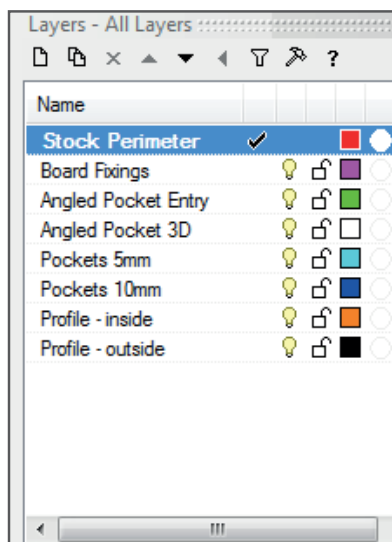 Layers - All Layers
?
Name
Stock Perimeter
Board Fixings
Angled Pocket Entry
Angled Pocket 3D
Pockets 5mm
Pockets 10mm
Profile - inside
Profile - outside